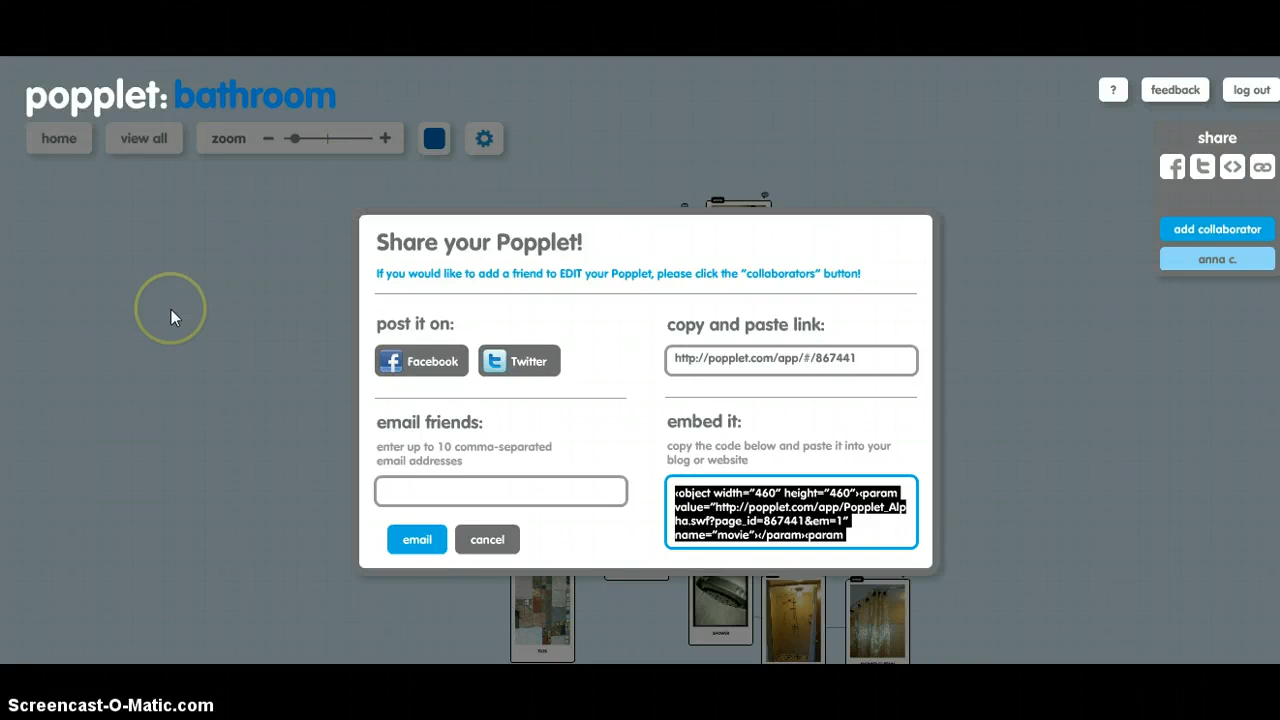 popplet: bathroom
? feedback log out
home view all zoom
share
add collaborator
anna c.
Share your Popplet!
If you would like to add a friend to EDIT your Popplet, please click the "collaborators" button!
post it on:
Facebook Twitter
copy and paste link:
http://popplet.com/app/#/867441
email friends:
enter up to 10 comma-separated
email addresses
email cancel
embed it:
copy the code below and paste it into your
blog or website
<object width="460" height="460"><param
value="http://popplet.com/app/Popplet_Alp
ha.swf?page_id=867441&em=1"
name="movie"></param><param
TILES
SHOWER
Screencast-O-Matic.com